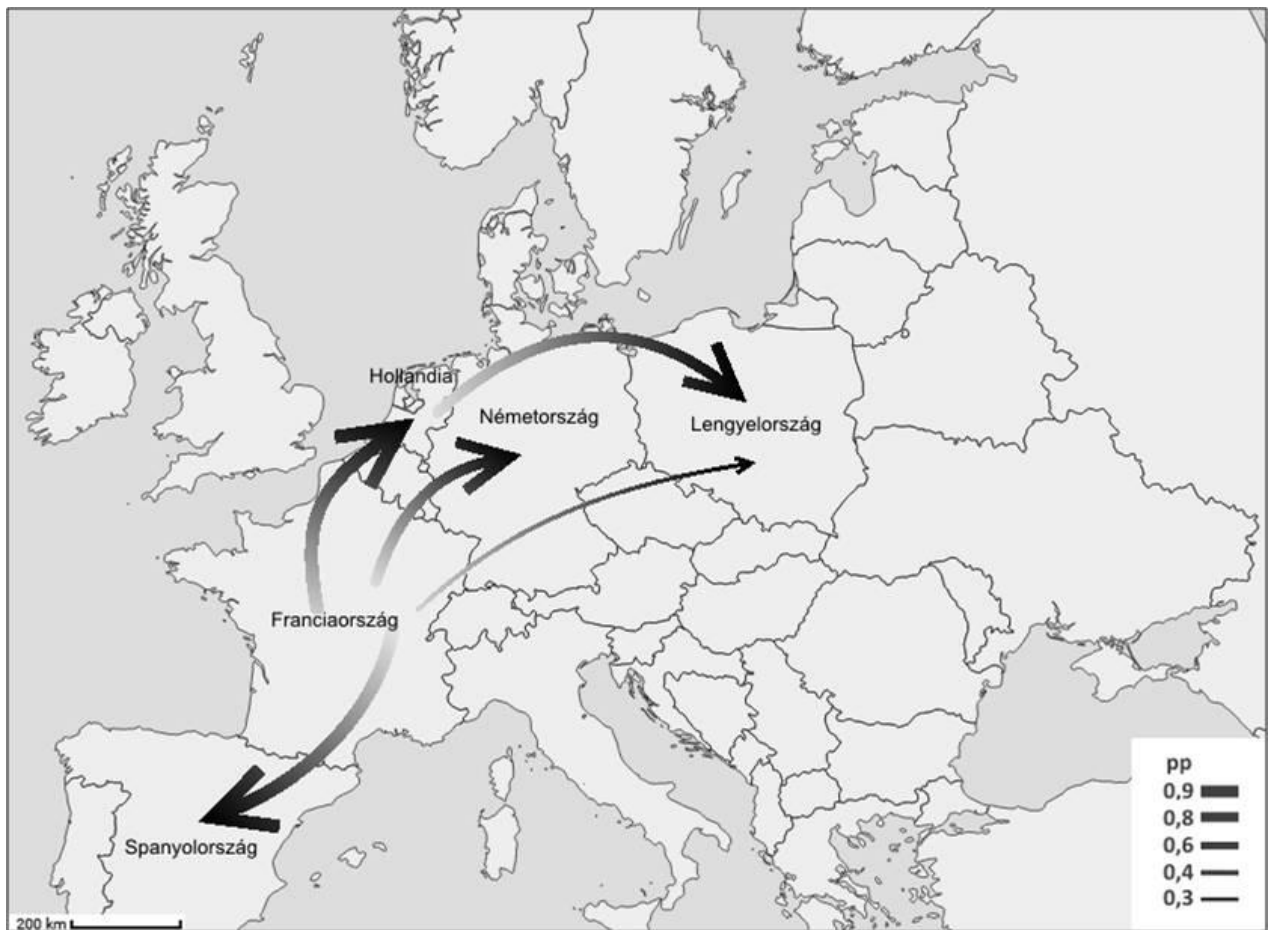 Hollandia
Németország
Lengyelország
Franciaország
Spanyolország
pp
0,9
0,8
0,6
0,4
0,3
200 km